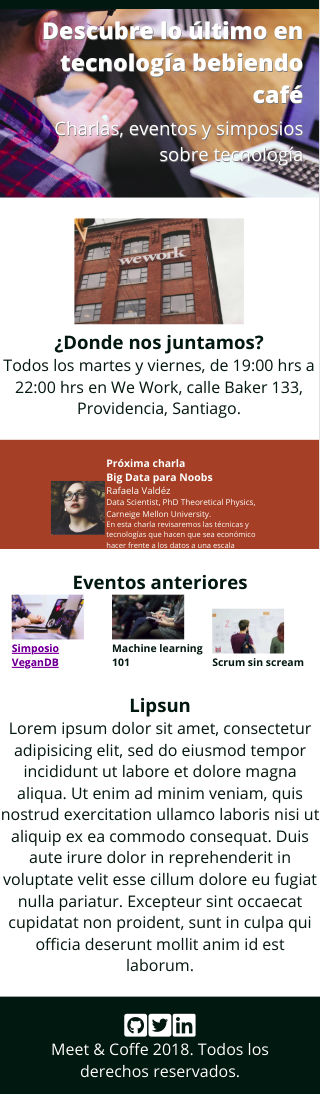 Descubre lo último en
tecnología bebiendo
café
Charlas, eventos y simposios
sobre tecnología
wework
¿Donde nos juntamos?
Todos los martes y viernes, de 19:00 hrs a
22:00 hrs en We Work, calle Baker 133,
Providencia, Santiago.
Próxima charla
Big Data para Noobs
Rafaela Valdéz
Data Scientist, PhD Theoretical Physics,
Carneige Mellon University.
En esta charla revisaremos las técnicas y
tecnologías que hacen que sea económico
hacer frente a los datos a una escala
Eventos anteriores
Simposio
VeganDB
Machine learning
101
Scrum sin scream
Lipsun
Lorem ipsum dolor sit amet, consectetur
adipisicing elit, sed do eiusmod tempor
incididunt ut labore et dolore magna
aliqua. Ut enim ad minim veniam, quis
nostrud exercitation ullamco laboris nisi ut
aliquip ex ea commodo consequat. Duis
aute irure dolor in reprehenderit in
voluptate velit esse cillum dolore eu fugiat
nulla pariatur. Excepteur sint occaecat
cupidatat non proident, sunt in culpa qui
officia deserunt mollit anim id est
laborum.
Meet & Coffe 2018. Todos los
derechos reservados.